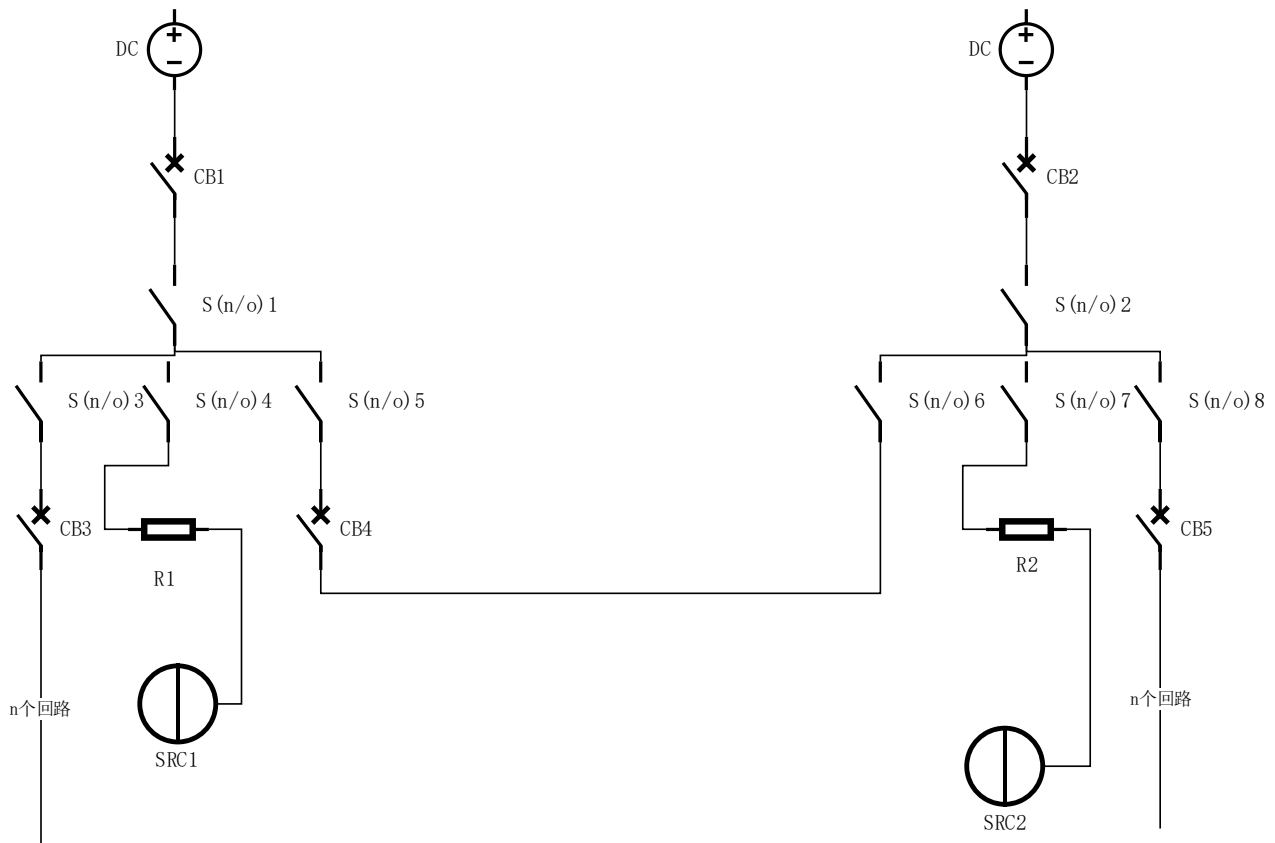 DC
DC
CB1
CB2
S(n/o)1
S(n/o)2
S(n/o)3
S(n/o)4
S(n/o)5
S(n/o)6
S(n/o)7
S(n/o)8
CB3
CB4
CB5
R1
R2
n个回路
n个回路
SRC1
SRC2